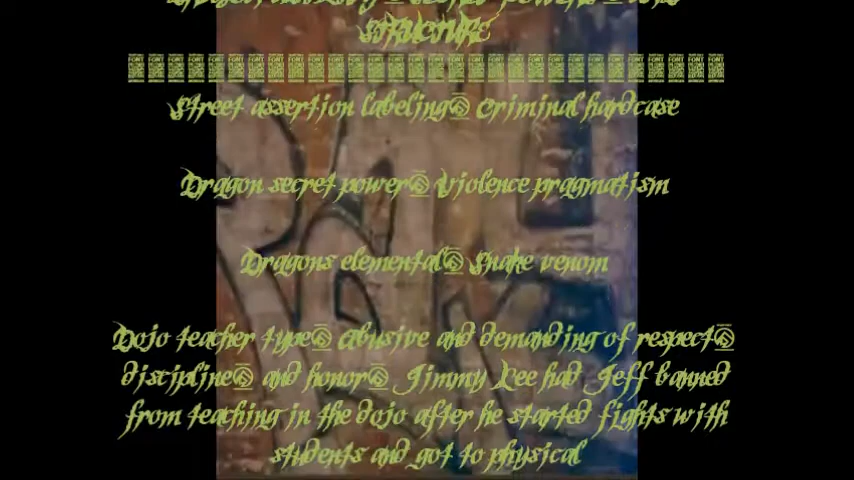 STRUCTURE
Street assertion labeling Criminal hardcase
Dragon secret power Violence pragmatism
Dragons elemental Snake venom
Dojo teacher type Abusive and demanding of respect
discipline and honor Jimmy Lee had Jeff banned
from teaching in the dojo after he started fights with
students and got to physical